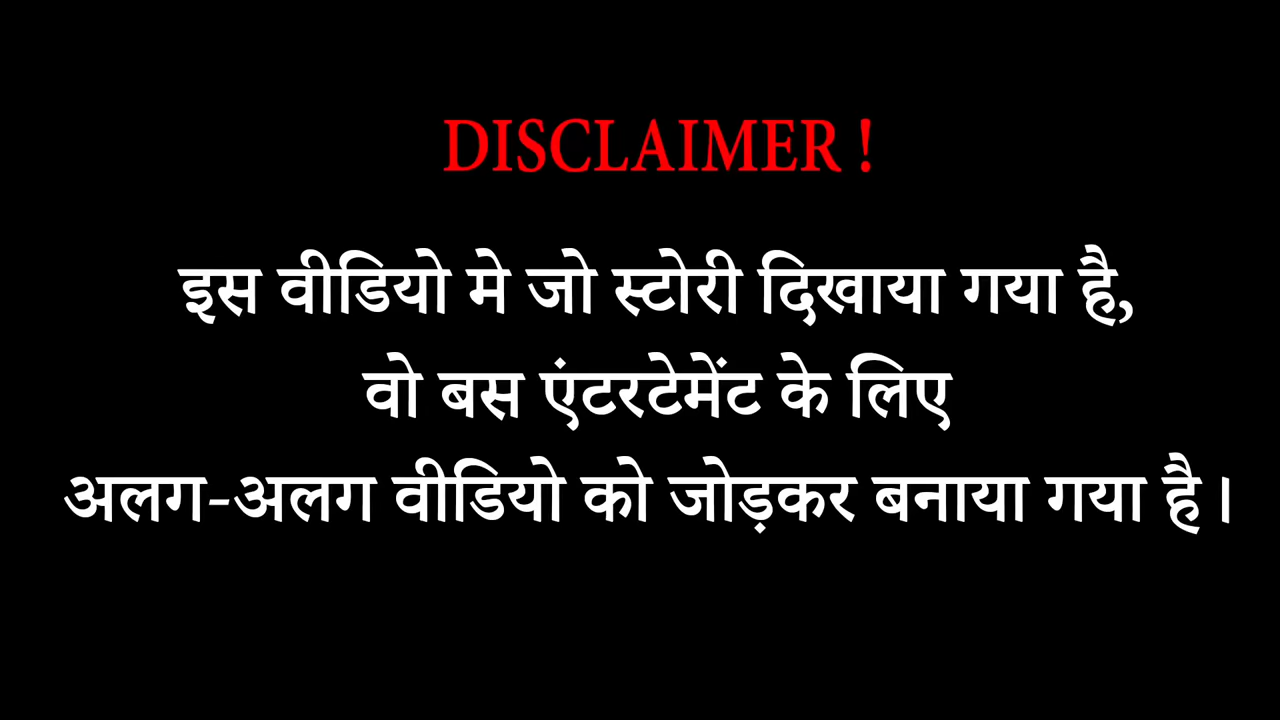 DISCLAIMER !
इस वीडियो मे जो स्टोरी दिखाया गया है,
वो बस एंटरटेमेंट के लिए
अलग-अलग वीडियो को जोड़कर बनाया गया है।